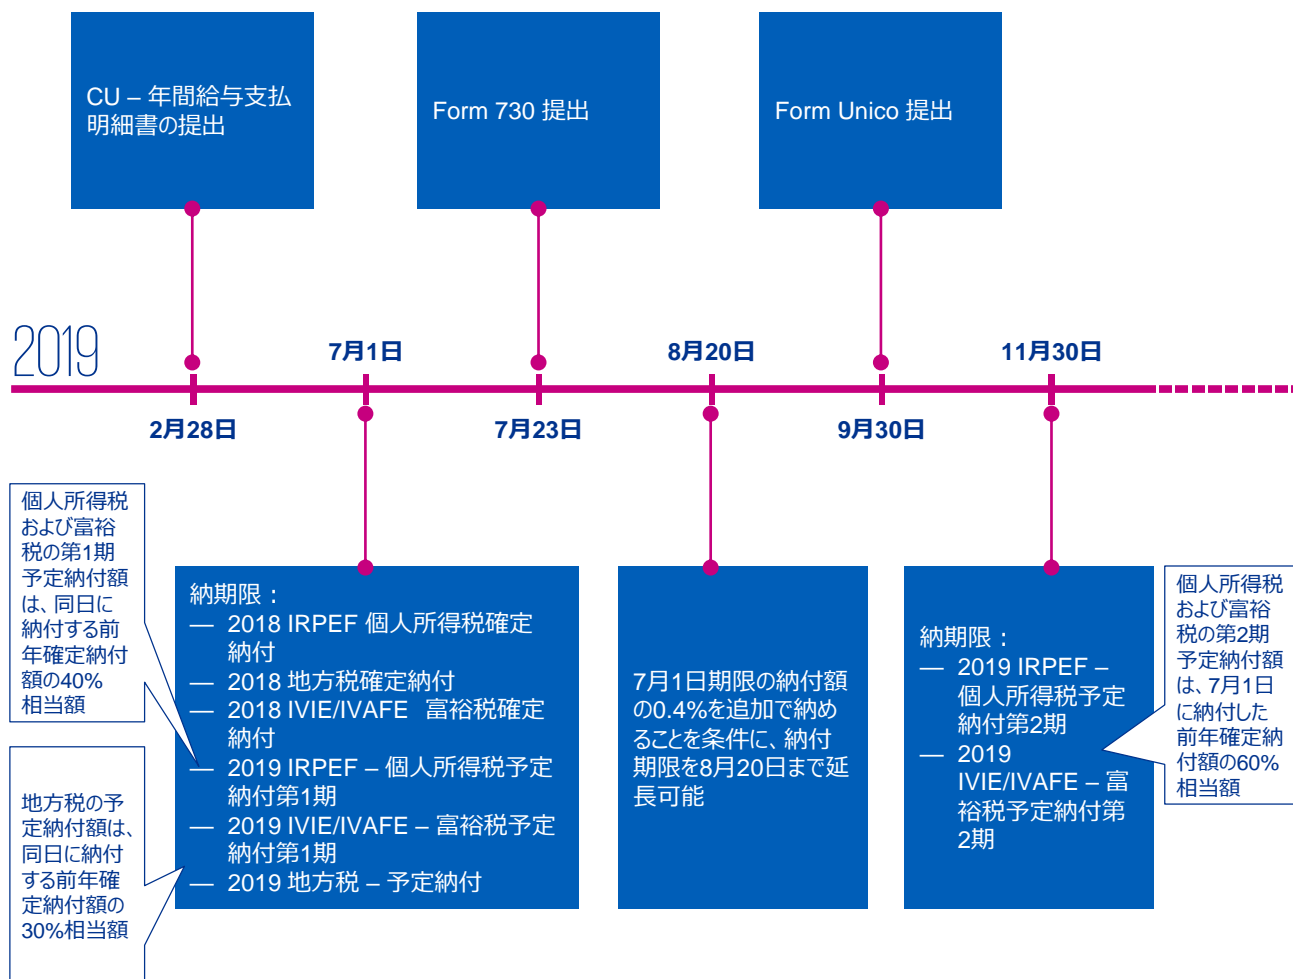 CU – 年間給与支払
明細書の提出
Form 730 提出
Form Unico 提出
2019
7月1日
8月20日
11月30日
2月28日
7月23日
9月30日
個人所得税
および富裕
税の第1期
予定納付額
は、同日に
納付する前
年確定納付
額の40%
相当額
地方税の予
定納付額は、
同日に納付
する前年確
定納付額の
30%相当額
納期限：
— 2018 IRPEF 個人所得税確定
納付
— 2018 地方税確定納付
— 2018 IVIE/IVAFE 富裕税確定
納付
— 2019 IRPEF – 個人所得税予定
納付第1期
— 2019 IVIE/IVAFE – 富裕税予定
納付第1期
— 2019 地方税 – 予定納付
7月1日期限の納付額
の0.4%を追加で納め
ることを条件に、納付
期限を8月20日まで延
長可能
納期限：
— 2019 IRPEF –
個人所得税予定
納付第2期
— 2019
IVIE/IVAFE – 富
裕税予定納付第
2期
個人所得税
および富裕
税の第2期
予定納付額
は、7月1日
に納付した
前年確定納
付額の60%
相当額